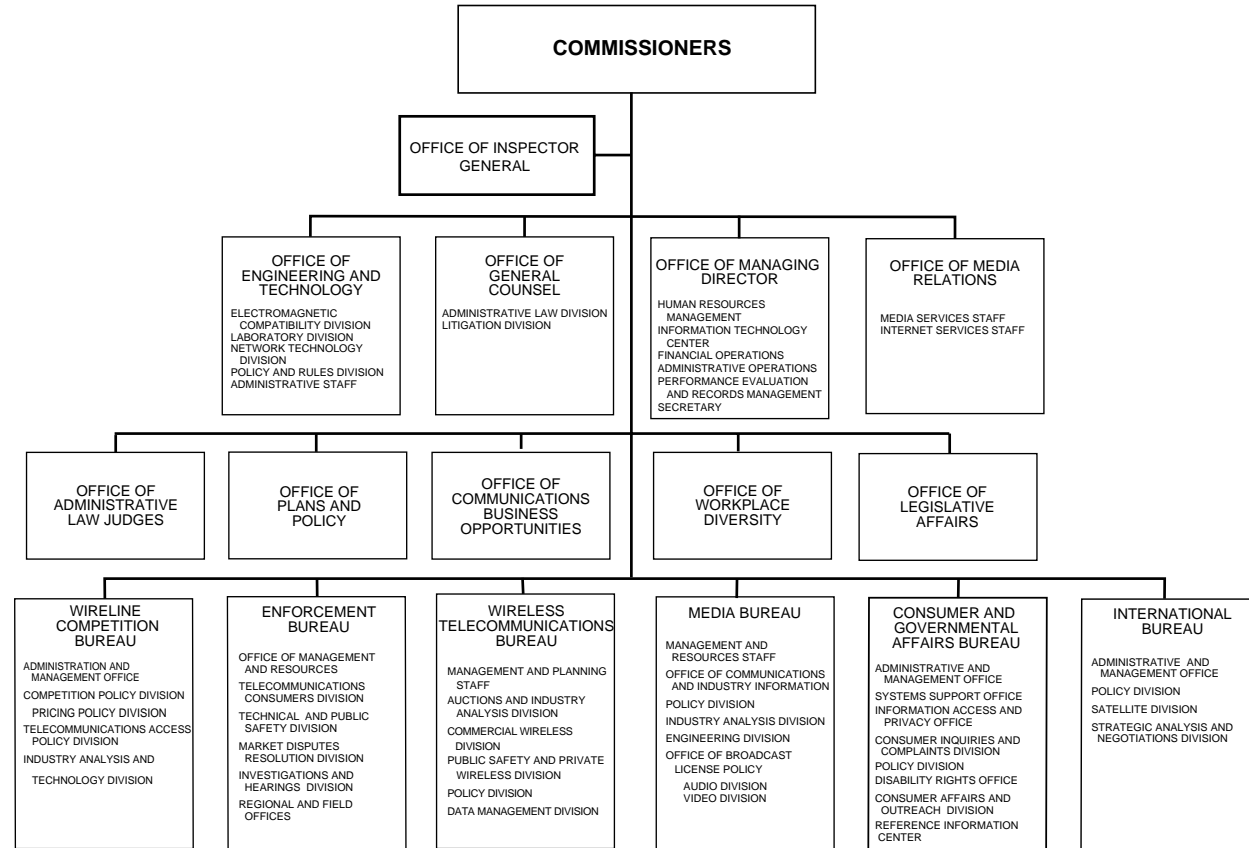 COMMISSIONERS
OFFICE OF INSPECTOR
GENERAL
OFFICE OF
ENGINEERING AND
TECHNOLOGY
ELECTROMAGNETIC
COMPATIBILITY DIVISION
LABORATORY DIVISION
NETWORK TECHNOLOGY
DIVISION
POLICY AND RULES DIVISION
ADMINISTRATIVE STAFF
OFFICE OF
GENERAL
COUNSEL
ADMINISTRATIVE LAW DIVISION
LITIGATION DIVISION
OFFICE OF MANAGING
DIRECTOR
HUMAN RESOURCES
MANAGEMENT
INFORMATION TECHNOLOGY
CENTER
FINANCIAL OPERATIONS
ADMINISTRATIVE OPERATIONS
PERFORMANCE EVALUATION
AND RECORDS MANAGEMENT
SECRETARY
OFFICE OF MEDIA
RELATIONS
MEDIA SERVICES STAFF
INTERNET SERVICES STAFF
OFFICE OF
ADMINISTRATIVE
LAW JUDGES
OFFICE OF
PLANS AND
POLICY
OFFICE OF
COMMUNICATIONS
BUSINESS
OPPORTUNITIES
OFFICE OF
WORKPLACE
DIVERSITY
OFFICE OF
LEGISLATIVE
AFFAIRS
WIRELINE
COMPETITION
BUREAU
ADMINISTRATION AND
MANAGEMENT OFFICE
COMPETITION POLICY DIVISION
PRICING POLICY DIVISION
TELECOMMUNICATIONS ACCESS
POLICY DIVISION
INDUSTRY ANALYSIS AND
TECHNOLOGY DIVISION
ENFORCEMENT
BUREAU
OFFICE OF MANAGEMENT
AND RESOURCES
TELECOMMUNICATIONS
CONSUMERS DIVISION
TECHNICAL AND PUBLIC
SAFETY DIVISION
MARKET DISPUTES
RESOLUTION DIVISION
INVESTIGATIONS AND
HEARINGS DIVISION
REGIONAL AND FIELD
OFFICES
WIRELESS
TELECOMMUNICATIONS
BUREAU
MANAGEMENT AND PLANNING
STAFF
AUCTIONS AND INDUSTRY
ANALYSIS DIVISION
COMMERCIAL WIRELESS
DIVISION
PUBLIC SAFETY AND PRIVATE
WIRELESS DIVISION
POLICY DIVISION
DATA MANAGEMENT DIVISION
MEDIA BUREAU
MANAGEMENT AND
RESOURCES STAFF
OFFICE OF COMMUNICATIONS
AND INDUSTRY INFORMATION
POLICY DIVISION
INDUSTRY ANALYSIS DIVISION
ENGINEERING DIVISION
OFFICE OF BROADCAST
LICENSE POLICY
AUDIO DIVISION
VIDEO DIVISION
CONSUMER AND
GOVERNMENTAL
AFFAIRS BUREAU
ADMINISTRATIVE AND
MANAGEMENT OFFICE
SYSTEMS SUPPORT OFFICE
INFORMATION ACCESS AND
PRIVACY OFFICE
CONSUMER INQUIRIES AND
COMPLAINTS DIVISION
POLICY DIVISION
DISABILITY RIGHTS OFFICE
CONSUMER AFFAIRS AND
OUTREACH DIVISION
REFERENCE INFORMATION
CENTER
INTERNATIONAL
BUREAU
ADMINISTRATIVE AND
MANAGEMENT OFFICE
POLICY DIVISION
SATELLITE DIVISION
STRATEGIC ANALYSIS AND
NEGOTIATIONS DIVISION